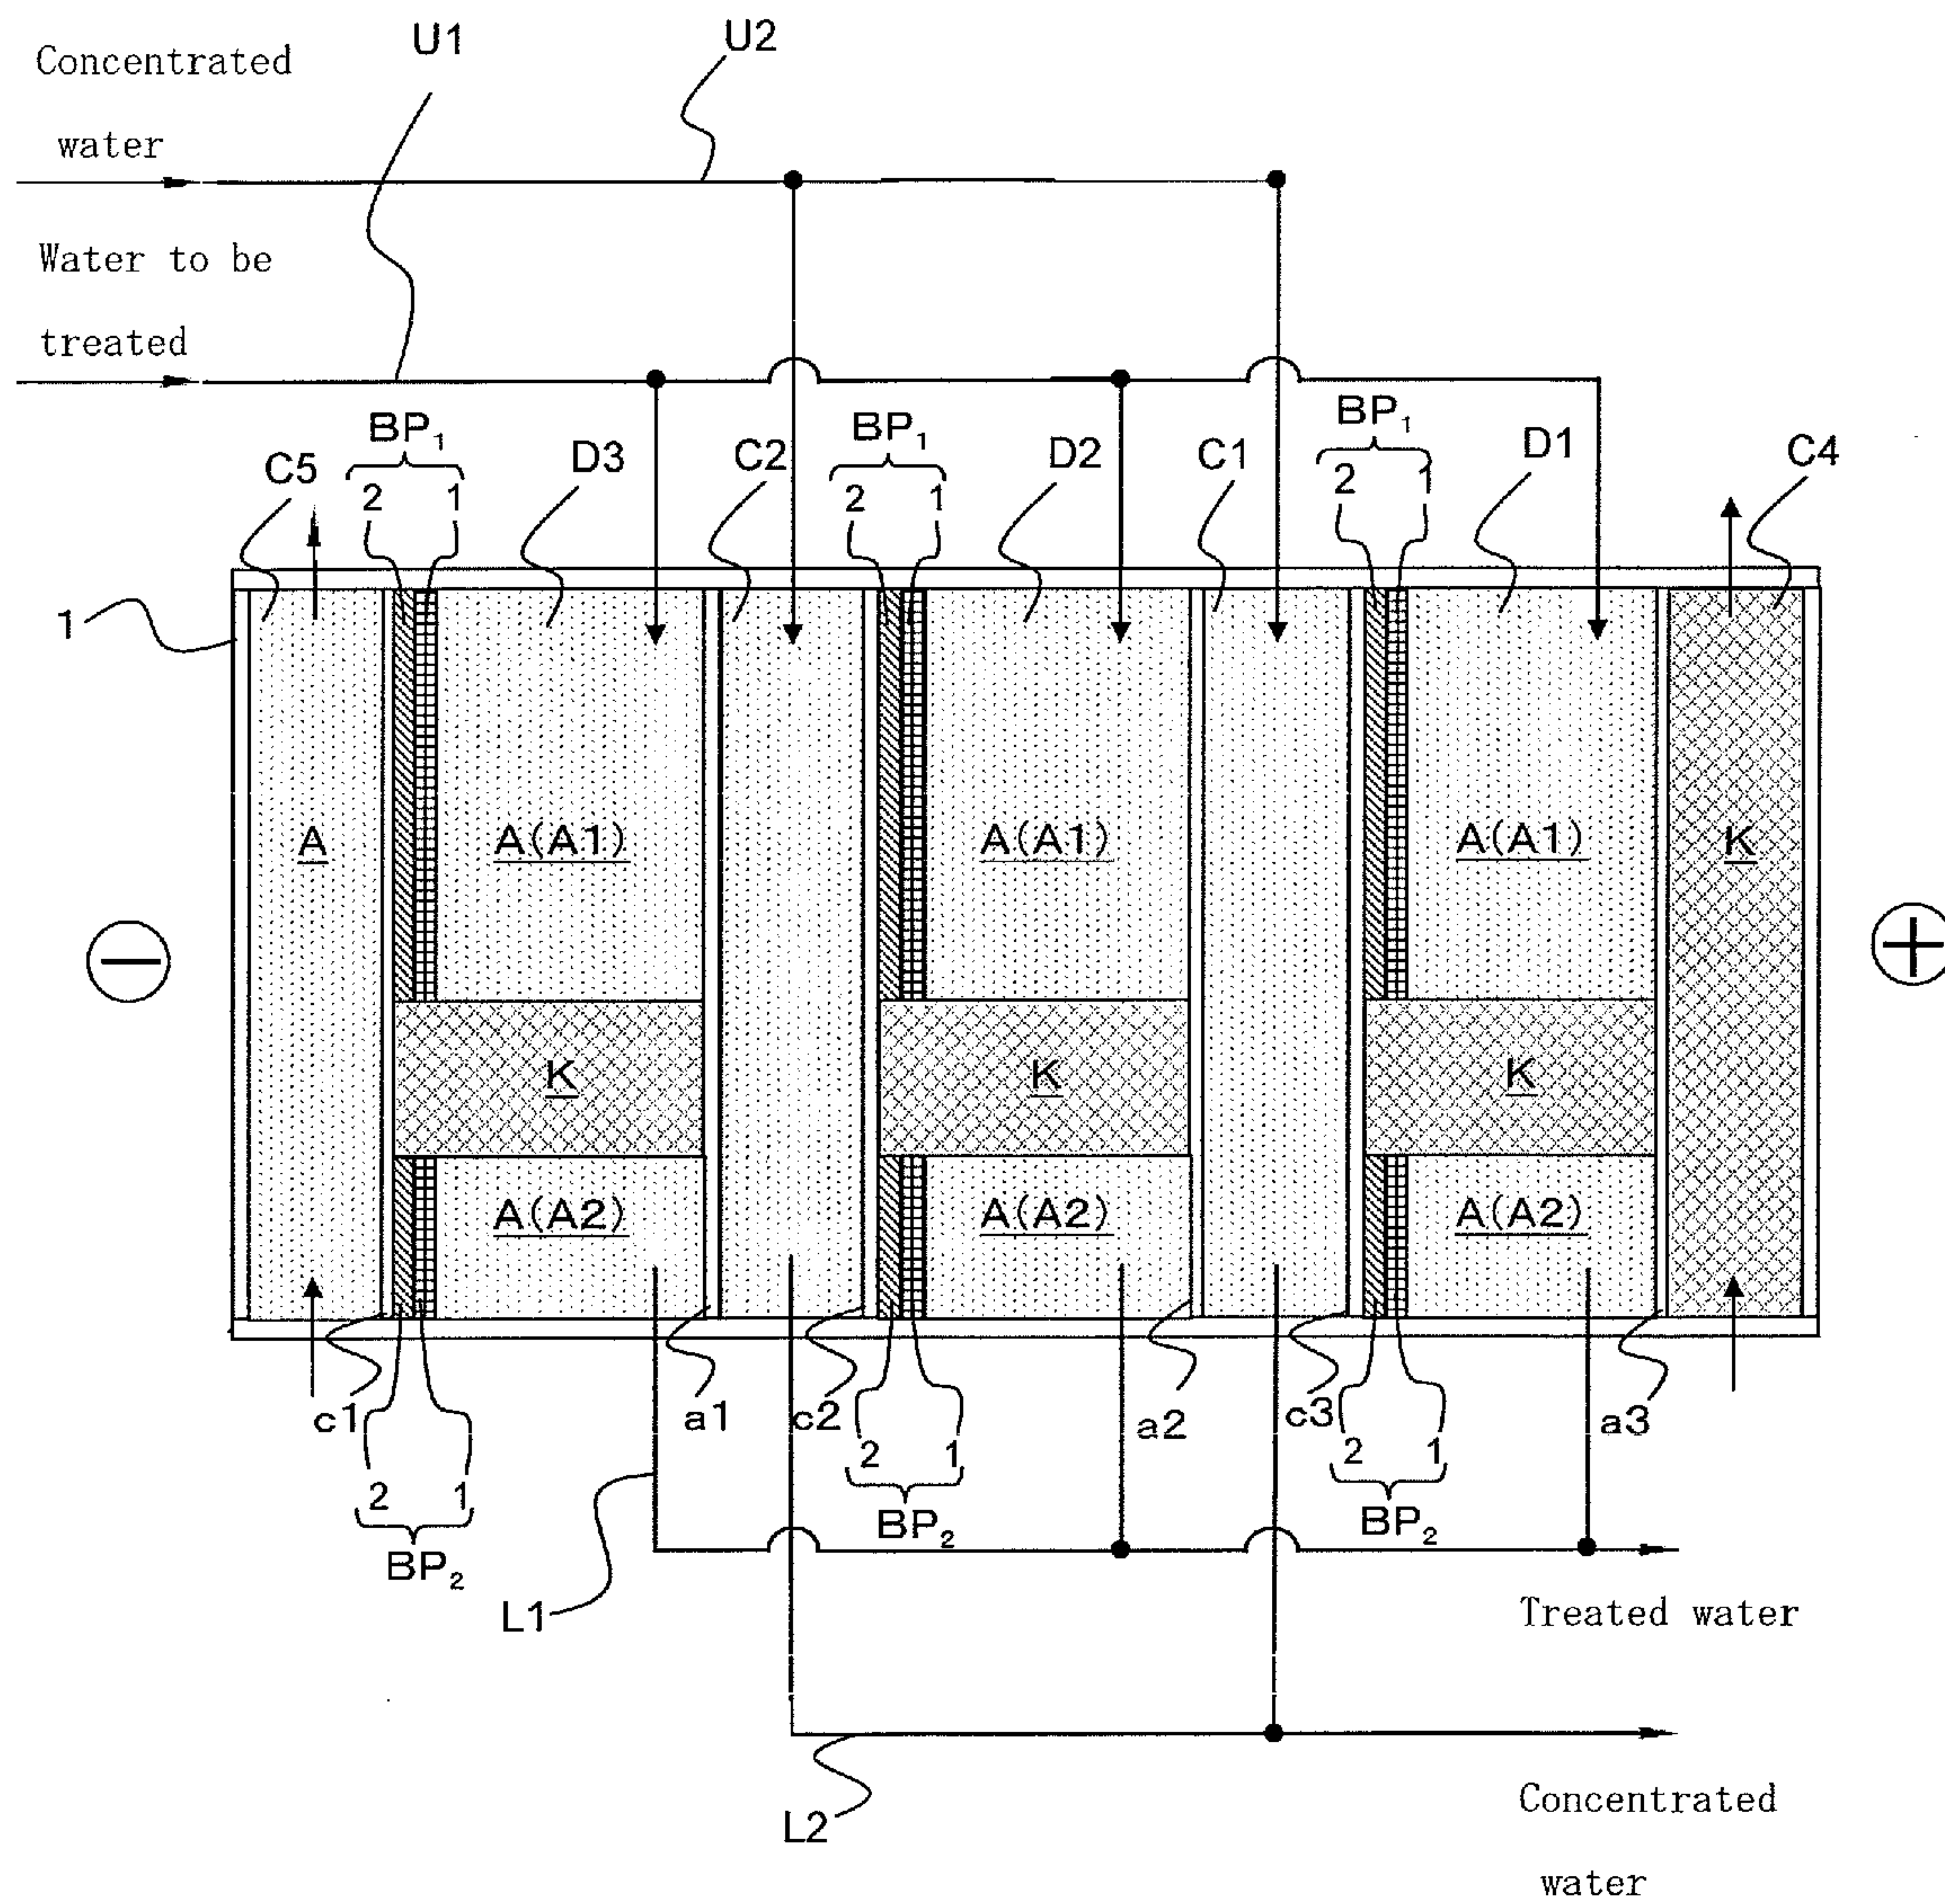 U1
U2
Concentrated
water
Water to be
treated
BP₁
BP₁
BP₁
C5
2 1
D3
C2
2 1
D2
C1
2 1
D1
C4
1
A
A(A1)
A(A1)
A(A1)
K
−
+
K
K
K
A(A2)
A(A2)
A(A2)
c1
a1
c2
a2
c3
a3
2 1
2 1
2 1
BP₂
BP₂
BP₂
L1
Treated water
L2
Concentrated
water